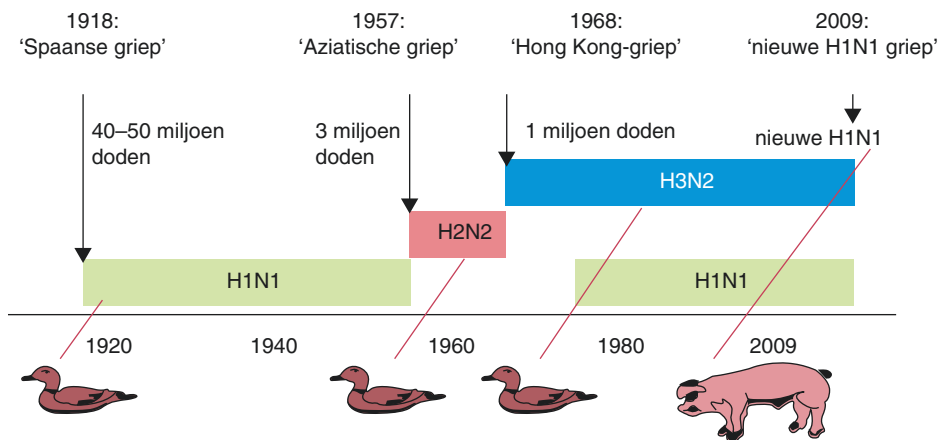 1918:
‘Spaanse griep’
1957:
‘Aziatische griep’
1968:
‘Hong Kong-griep’
2009:
‘nieuwe H1N1 griep’
40–50 miljoen
doden
3 miljoen
doden
1 miljoen doden
nieuwe H1N1
H3N2
H2N2
H1N1
H1N1
1920
1940
1960
1980
2009